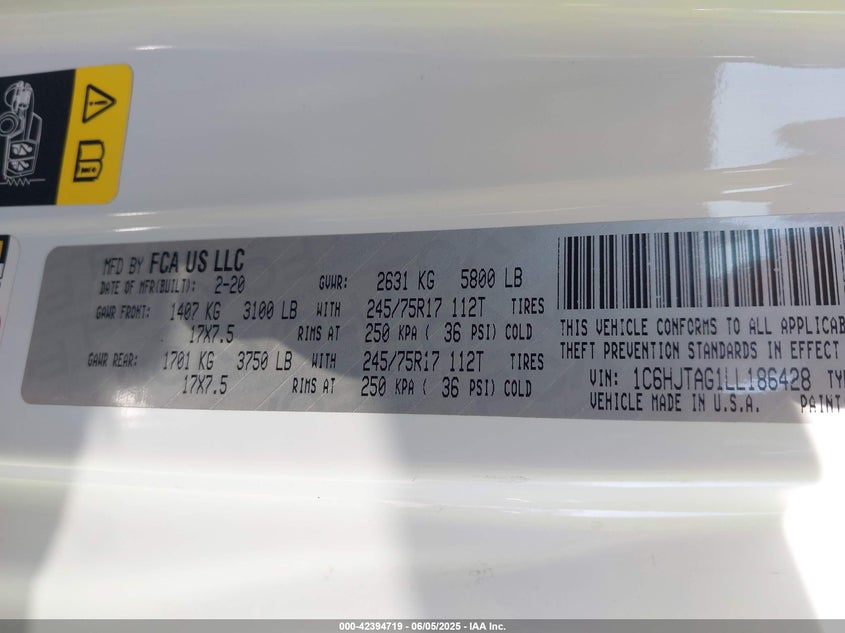 MFD BY FCA US LLC
DATE OF MFR(BUILT): 2-20 GVWR: 2631 KG 5800 LB
GAWR FRONT: 1407 KG 3100 LB WITH 245/75R17 112T TIRES
17X7.5 RIMS AT 250 KPA ( 36 PSI) COLD
GAWR REAR: 1701 KG 3750 LB WITH 245/75R17 112T TIRES
17X7.5 RIMS AT 250 KPA ( 36 PSI) COLD
THIS VEHICLE CONFORMS TO ALL APPLICAB
THEFT PREVENTION STANDARDS IN EFFECT
VIN: 1C6HJTAG1LL186428 TY
VEHICLE MADE IN U.S.A. PAINT
000-42394719 - 06/05/2025 - IAA Inc.